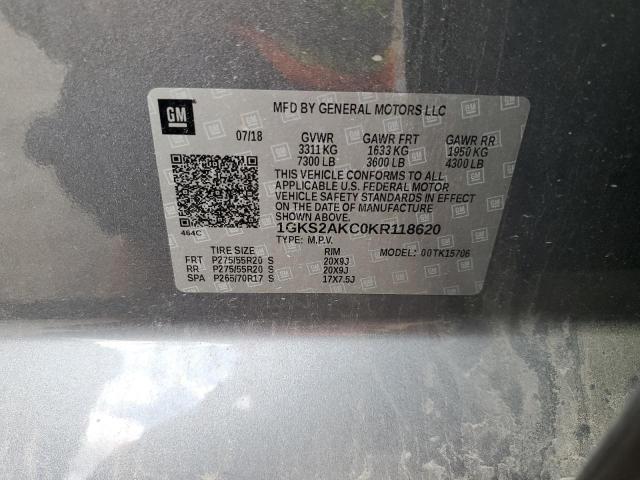 GM
MFD BY GENERAL MOTORS LLC
07/18 GVWR GAWR FRT GAWR RR
3311 KG 1633 KG 1950 KG
7300 LB 3600 LB 4300 LB
THIS VEHICLE CONFORMS TO ALL
APPLICABLE U.S. FEDERAL MOTOR
VEHICLE SAFETY STANDARDS IN EFFECT
ON THE DATE OF MANUFACTURE
SHOWN ABOVE.
464C
1GKS2AKC0KR118620
TYPE: M.P.V. MODEL: 00TK15706
TIRE SIZE RIM
FRT P275/55R20 S 20X9J
RR P275/55R20 S 20X9J
SPA P265/70R17 S 17X7.5J